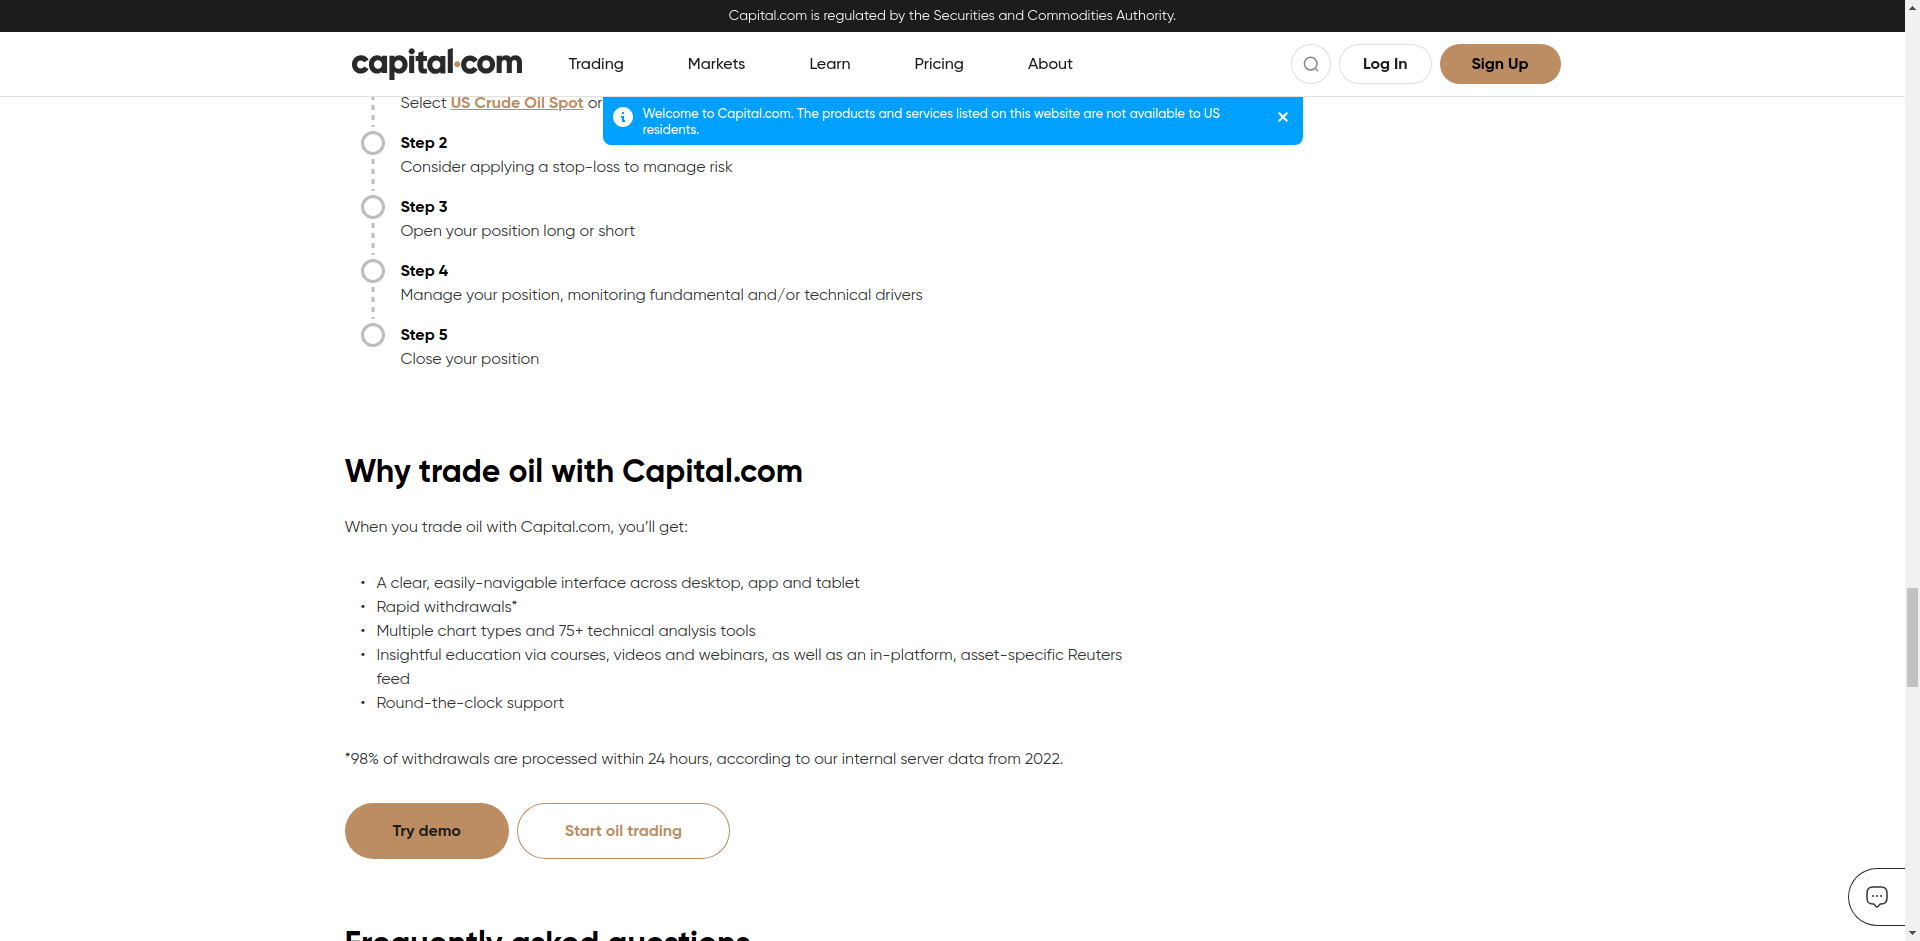 Capital.com is regulated by the Securities and Commodities Authority.
capital.com
Trading
Markets
Learn
Pricing
About
Log In
Sign Up
Select US Crude Oil Spot or
Welcome to Capital.com. The products and services listed on this website are not available to US
residents.
Step 2
Consider applying a stop-loss to manage risk
Step 3
Open your position long or short
Step 4
Manage your position, monitoring fundamental and/or technical drivers
Step 5
Close your position
Why trade oil with Capital.com
When you trade oil with Capital.com, you’ll get:
• A clear, easily-navigable interface across desktop, app and tablet
• Rapid withdrawals*
• Multiple chart types and 75+ technical analysis tools
• Insightful education via courses, videos and webinars, as well as an in-platform, asset-specific Reuters
feed
• Round-the-clock support
*98% of withdrawals are processed within 24 hours, according to our internal server data from 2022.
Try demo
Start oil trading
Frequently asked questions